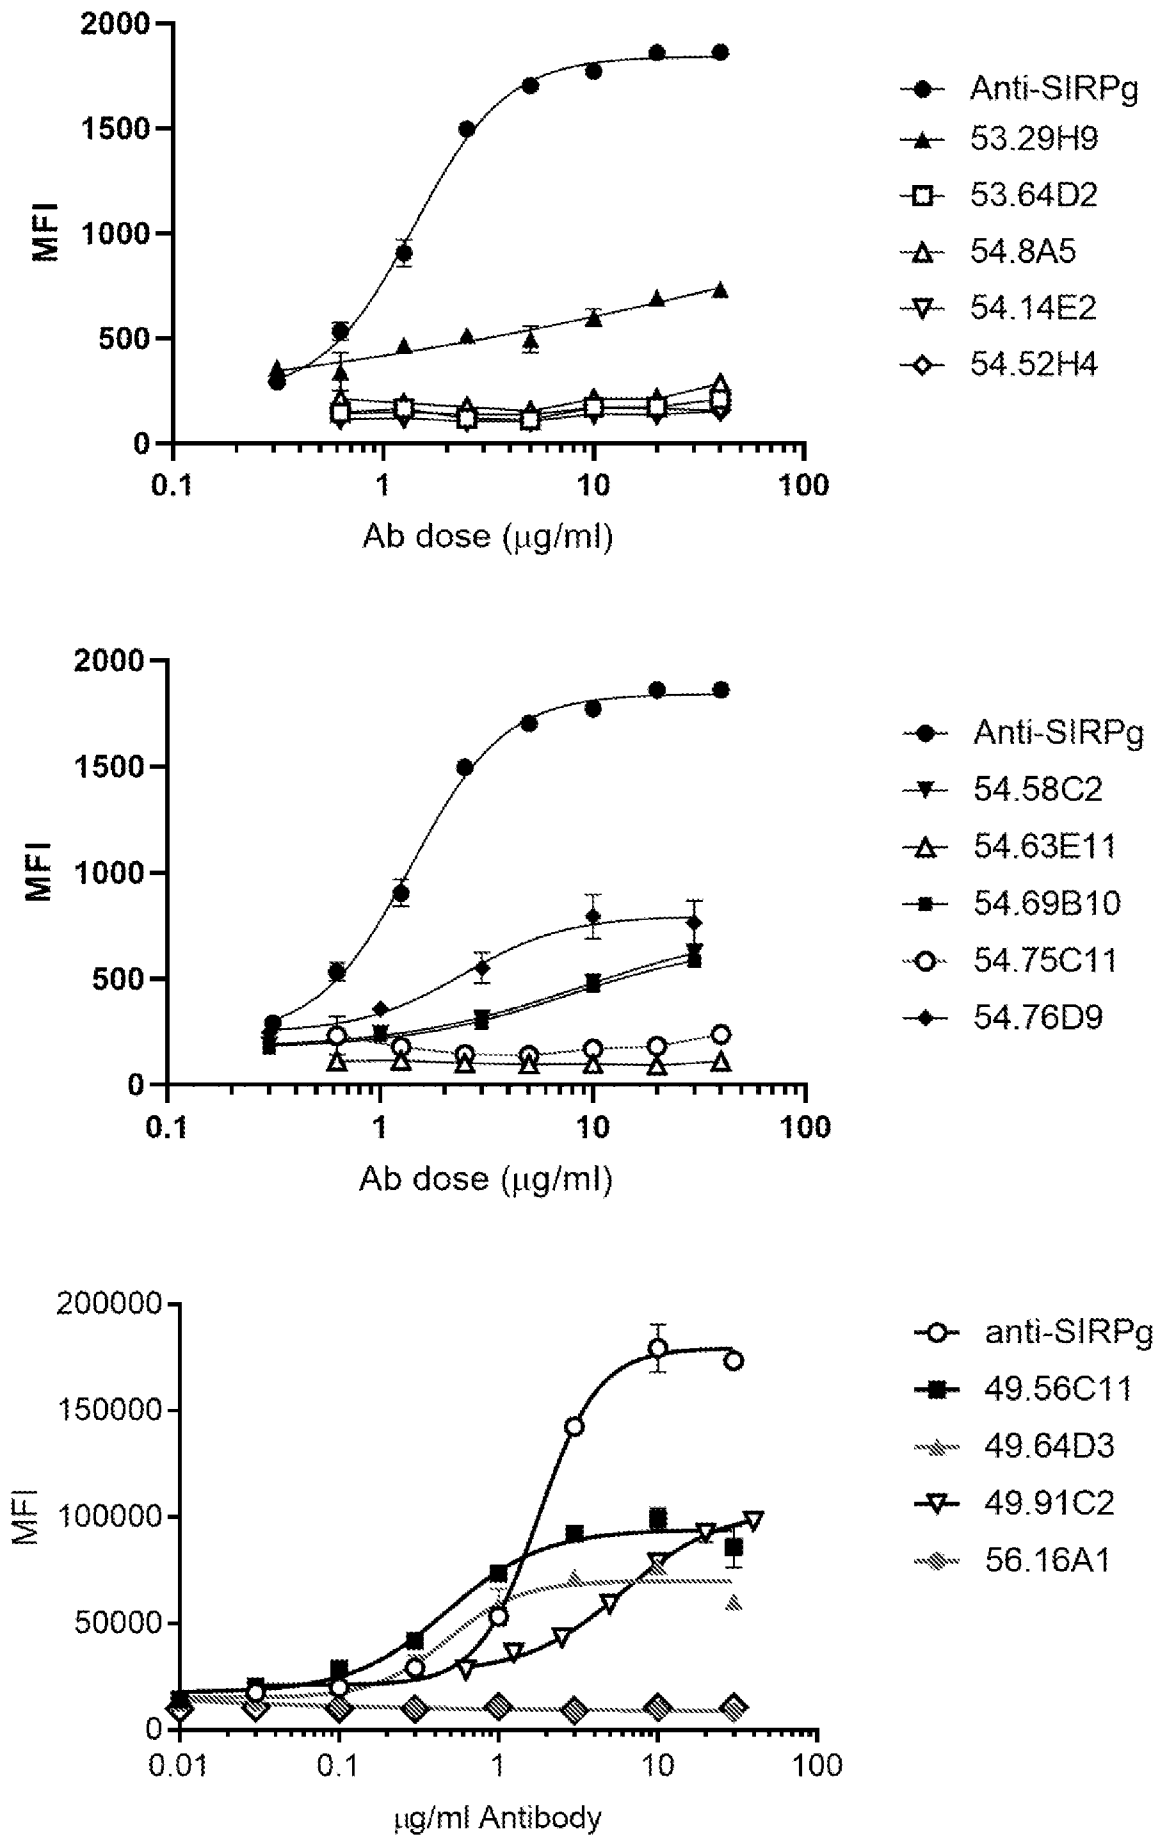 2000
1500
1000
500
0
MFI
0.1 1 10 100
Ab dose (μg/ml)
Anti-SIRPg
53.29H9
53.64D2
54.8A5
54.14E2
54.52H4
2000
1500
1000
500
0
MFI
0.1 1 10 100
Ab dose (μg/ml)
Anti-SIRPg
54.58C2
54.63E11
54.69B10
54.75C11
54.76D9
200000
150000
100000
50000
0
MFI
0.01 0.1 1 10 100
μg/ml Antibody
anti-SIRPg
49.56C11
49.64D3
49.91C2
56.16A1